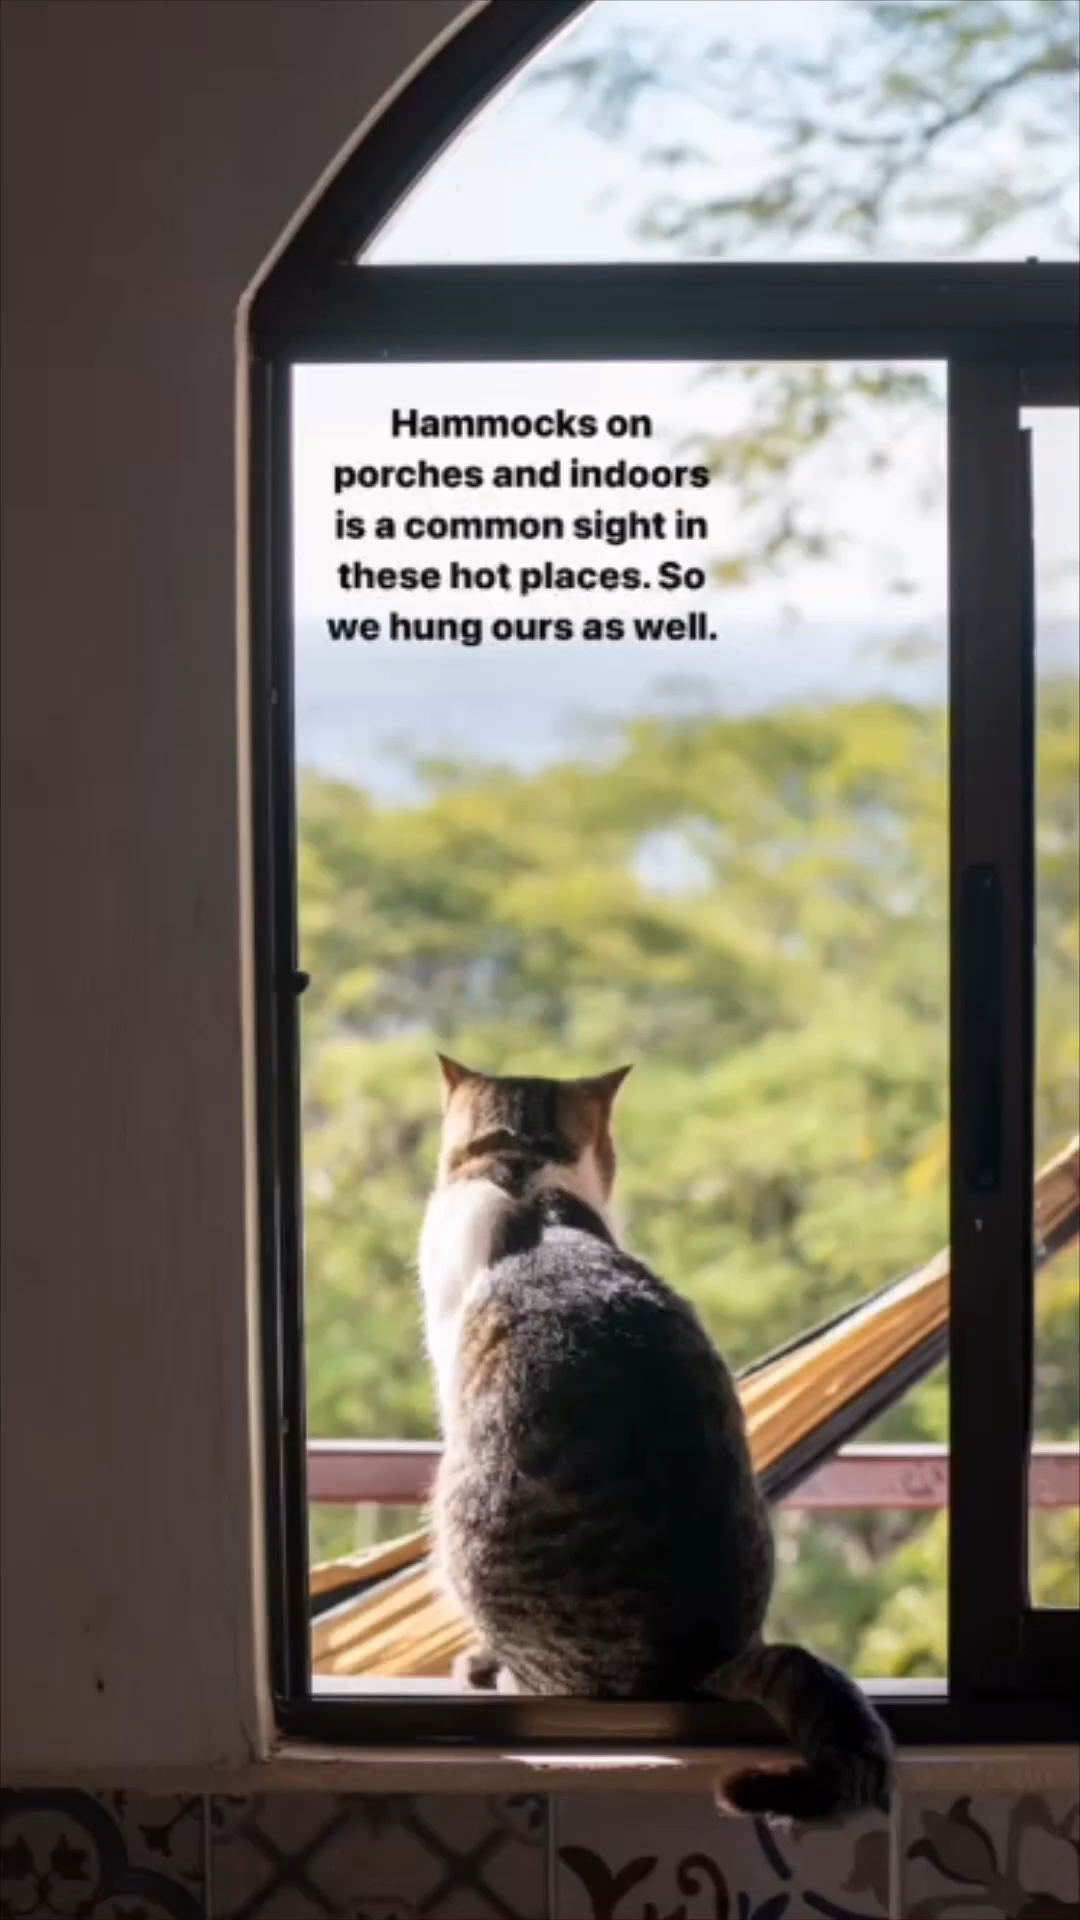 Hammocks on
porches and indoors
is a common sight in
these hot places. So
we hung ours as well.